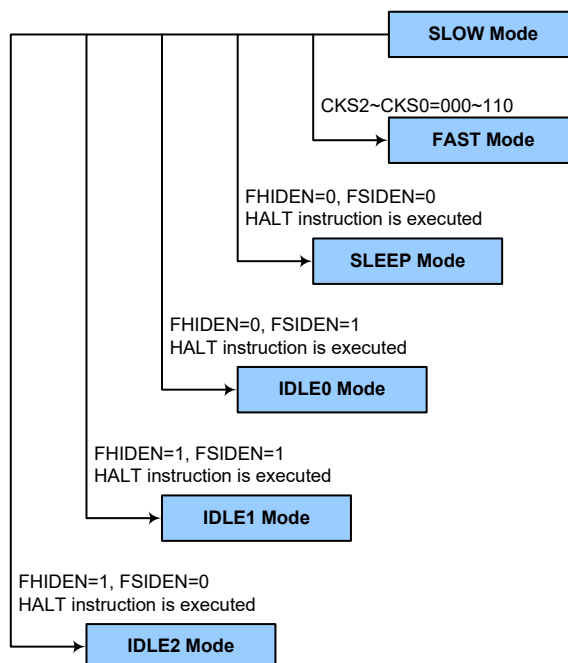 SLOW Mode
CKS2~CKS0=000~110
FAST Mode
FHIDEN=0, FSIDEN=0
HALT instruction is executed
SLEEP Mode
FHIDEN=0, FSIDEN=1
HALT instruction is executed
IDLE0 Mode
FHIDEN=1, FSIDEN=1
HALT instruction is executed
IDLE1 Mode
FHIDEN=1, FSIDEN=0
HALT instruction is executed
IDLE2 Mode